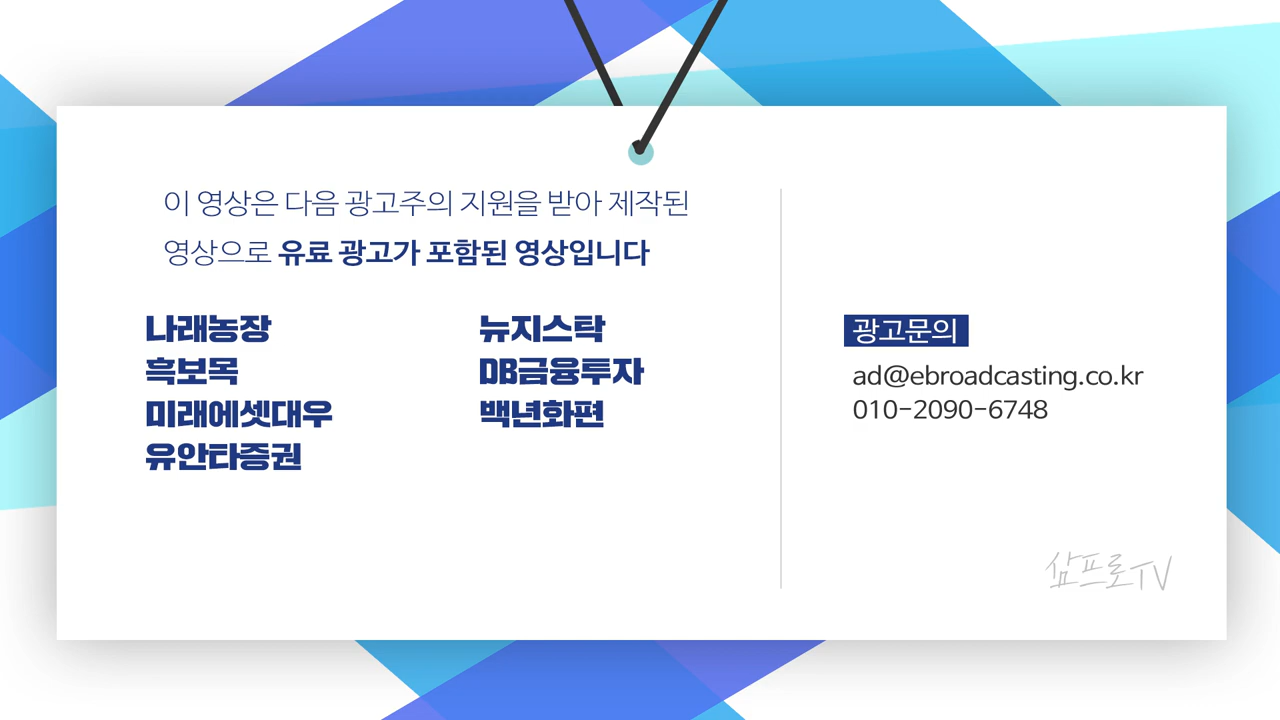 이 영상은 다음 광고주의 지원을 받아 제작된
영상으로 유료 광고가 포함된 영상입니다
나래농장
흑보목
미래에셋대우
유안타증권
뉴지스탁
DB금융투자
백년화편
광고문의
ad@ebroadcasting.co.kr
010-2090-6748
삼프로TV